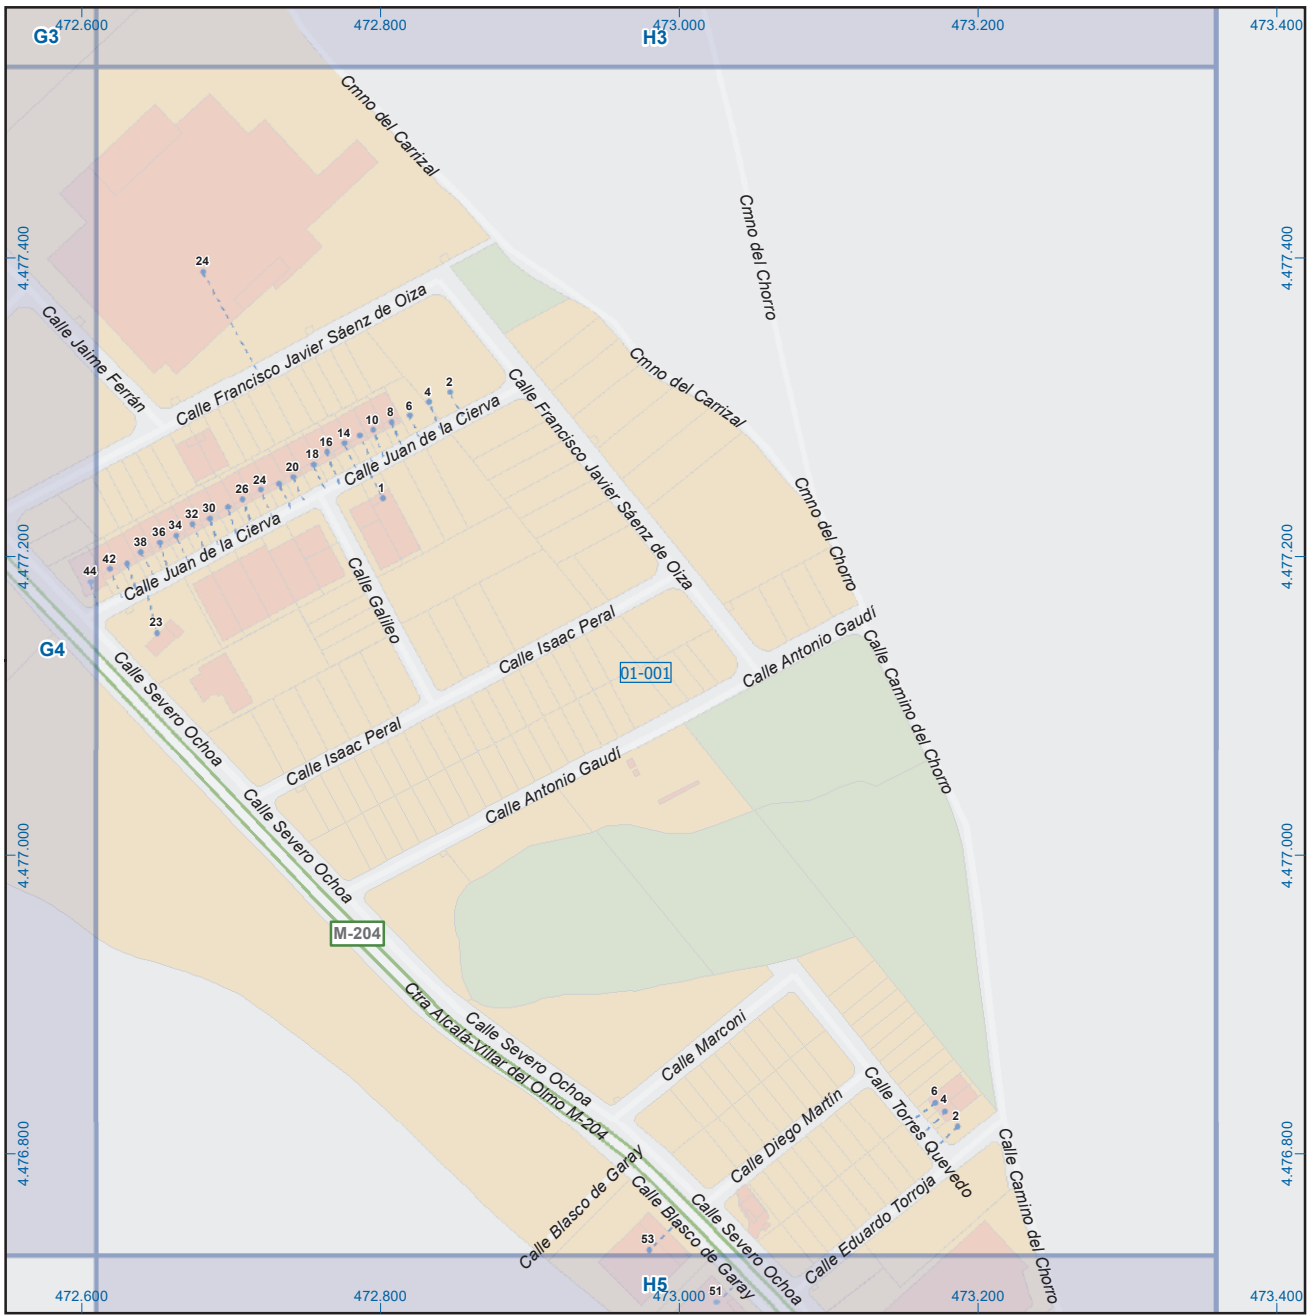 472.600
472.800
473.000
473.200
473.400
G3
H3
Cmno del Carrizal
Cmno del Chorro
4.477.400
4.477.400
24
Calle Jaime Ferrán
Calle Francisco Javier Sáenz de Oiza
Cmno del Carrizal
Calle Francisco Javier Sáenz de Oiza
2
4
6
8
10
14
16
18
20
24
26
30
32
34
36
38
42
44
Calle Juan de la Cierva
1
Cmno del Chorro
4.477.200
4.477.200
Calle Juan de la Cierva
Calle Galileo
23
G4
Calle Isaac Peral
01-001
Calle Antonio Gaudí
Calle Camino del Chorro
Calle Severo Ochoa
Calle Isaac Peral
Calle Antonio Gaudí
Calle Severo Ochoa
4.477.000
4.477.000
M-204
Ctra Alcalá-Villar del Olmo M-204
Calle Severo Ochoa
Calle Marconi
Calle Diego Martín
Calle Torres Quevedo
6
4
2
4.476.800
4.476.800
Calle Blasco de Garay
Calle Blasco de Garay
Calle Severo Ochoa
Calle Eduardo Torroja
Calle Camino del Chorro
53
51
H5
472.600
472.800
473.000
473.200
473.400